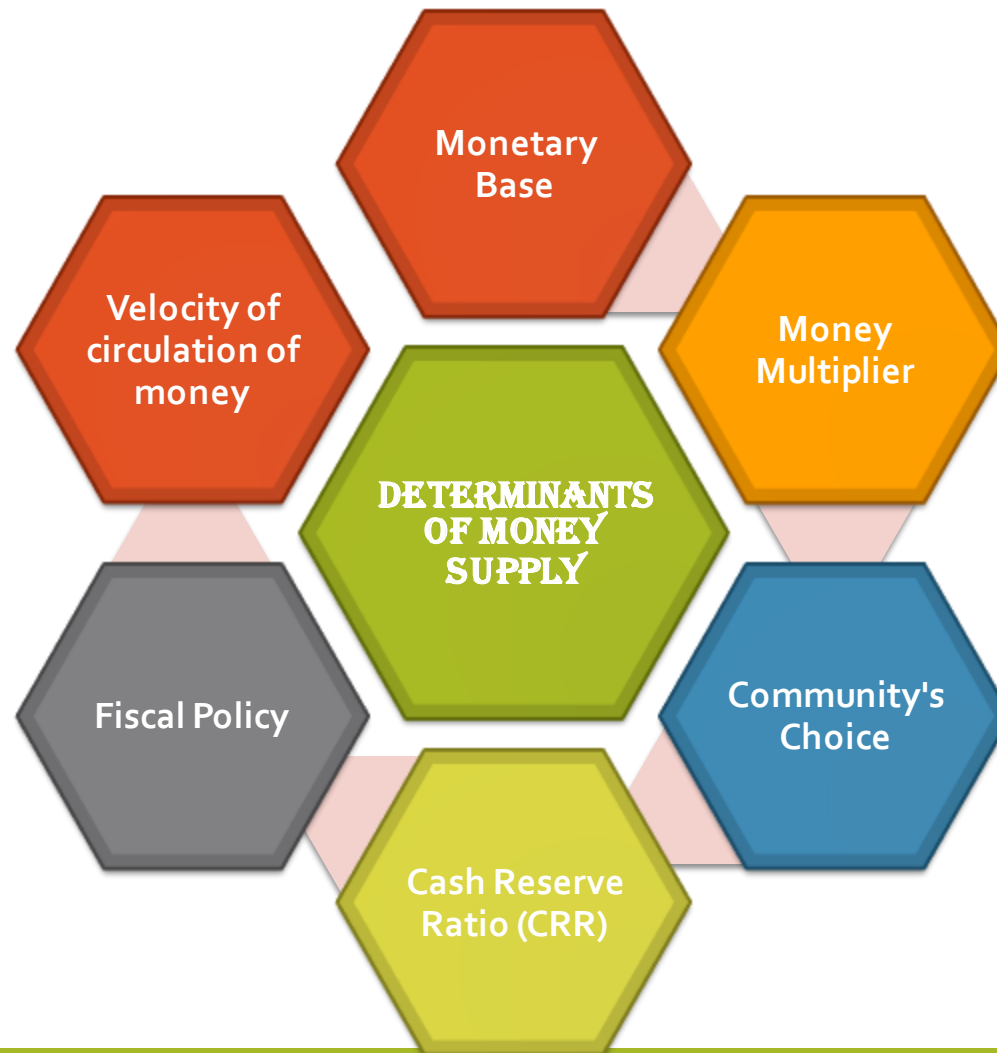 Monetary
Base
Money
Multiplier
Community's
Choice
Cash Reserve
Ratio (CRR)
Fiscal Policy
Velocity of
circulation of
money
DETERMINANTS
OF MONEY
SUPPLY